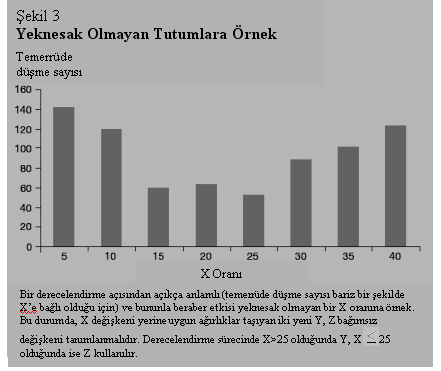 Şekil 3
Yeknesak Olmayan Tutumlara Örnek
Temerrüde
düşme sayısı
160
140
120
100
80
60
40
20
0
5 10 15 20 25 30 35 40
X Oranı
Bir derecelendirme açısından açıkça anlamlı (temerrüde düşme sayısı bariz bir şekilde
X'e bağlı olduğu için) ve bununla beraber etkisi yeknesak olmayan bir X oranına örnek.
Bu durumda, X değişkeni yerine uygun ağırlıklar taşıyan iki yeni Y, Z bağımsız
değişkeni tanımlanmalıdır. Derecelendirme sürecinde X>25 olduğunda Y, X ≤ 25
olduğunda ise Z kullanılır.